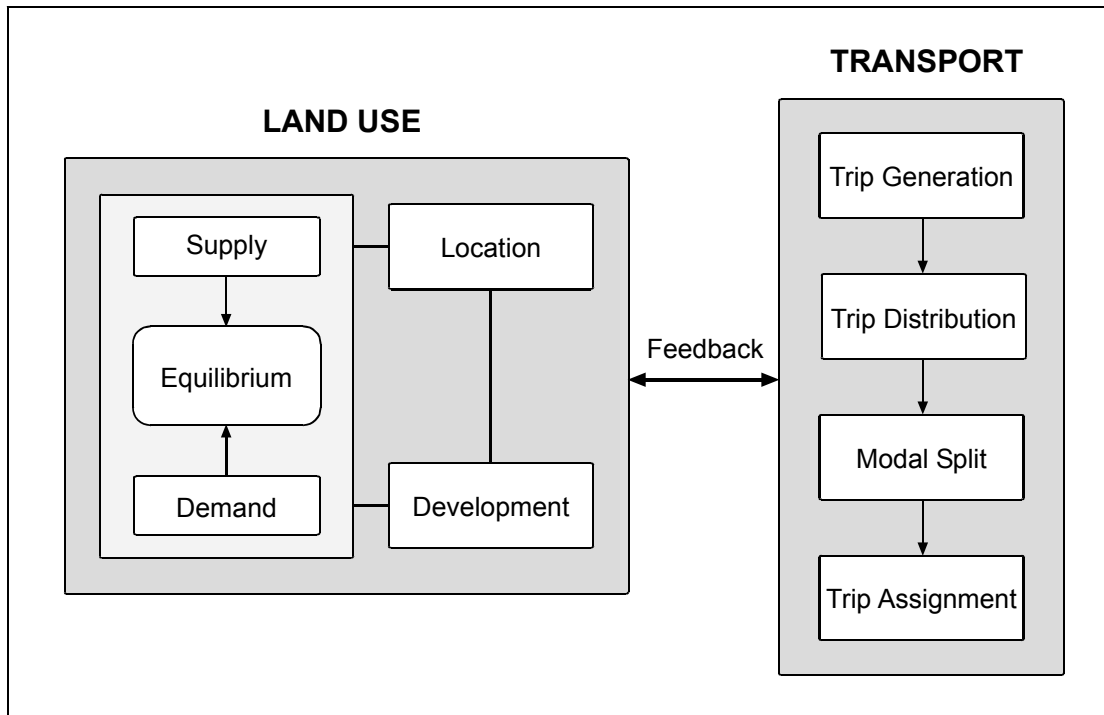 LAND USE
Supply
Equilibrium
Demand
Location
Development
Feedback
TRANSPORT
Trip Generation
Trip Distribution
Modal Split
Trip Assignment